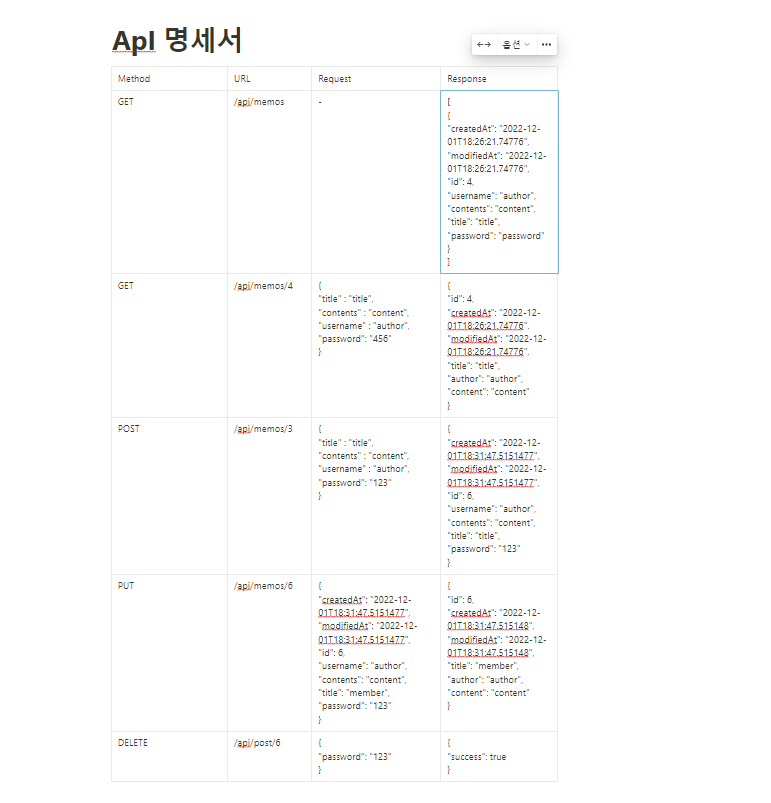 ApI 명세서
옵션
Method
URL
Request
Response
GET
/api/memos
-
[
{
"createdAt": "2022-12-
01T18:26:21.74776",
"modifiedAt": "2022-12-
01T18:26:21.74776",
"id": 4,
"username": "author",
"contents": "content",
"title": "title",
"password": "password"
}
]
GET
/api/memos/4
{
"title" : "title",
"contents" : "content",
"username" : "author",
"password": "456"
}
{
"id": 4,
"createdAt": "2022-12-
01T18:26:21.74776",
"modifiedAt": "2022-12-
01T18:26:21.74776",
"title": "title",
"author": "author",
"content": "content"
}
POST
/api/memos/3
{
"title" : "title",
"contents" : "content",
"username" : "author",
"password": "123"
}
{
"createdAt": "2022-12-
01T18:31:47.5151477",
"modifiedAt": "2022-12-
01T18:31:47.5151477",
"id": 6,
"username": "author",
"contents": "content",
"title": "title",
"password": "123"
}
PUT
/api/memos/6
{
"createdAt": "2022-12-
01T18:31:47.5151477",
"modifiedAt": "2022-12-
01T18:31:47.5151477",
"id": 6,
"username": "author",
"contents": "content",
"title": "member",
"password": "123"
}
{
"id": 6,
"createdAt": "2022-12-
01T18:31:47.515148",
"modifiedAt": "2022-12-
01T18:31:47.515148",
"title": "member",
"author": "author",
"content": "content"
}
DELETE
/api/post/6
{
"password": "123"
}
{
"success": true
}